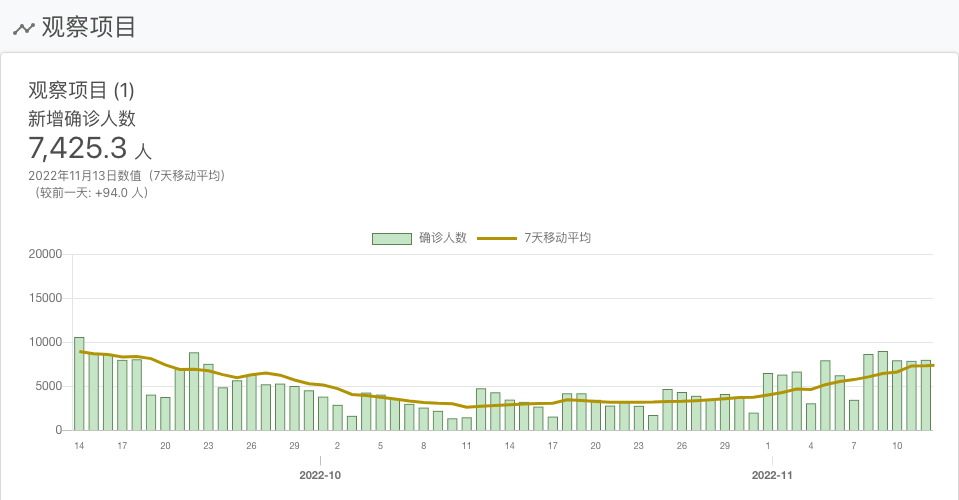 观察项目
观察项目 (1)
新增确诊人数
7,425.3 人
2022年11月13日数值（7天移动平均）
（较前一天: +94.0 人）
确诊人数 7天移动平均
20000
15000
10000
5000
0
14 17 20 23 26 29 2 5 8 11 14 17 20 23 26 29 1 4 7 10
2022-10 2022-11